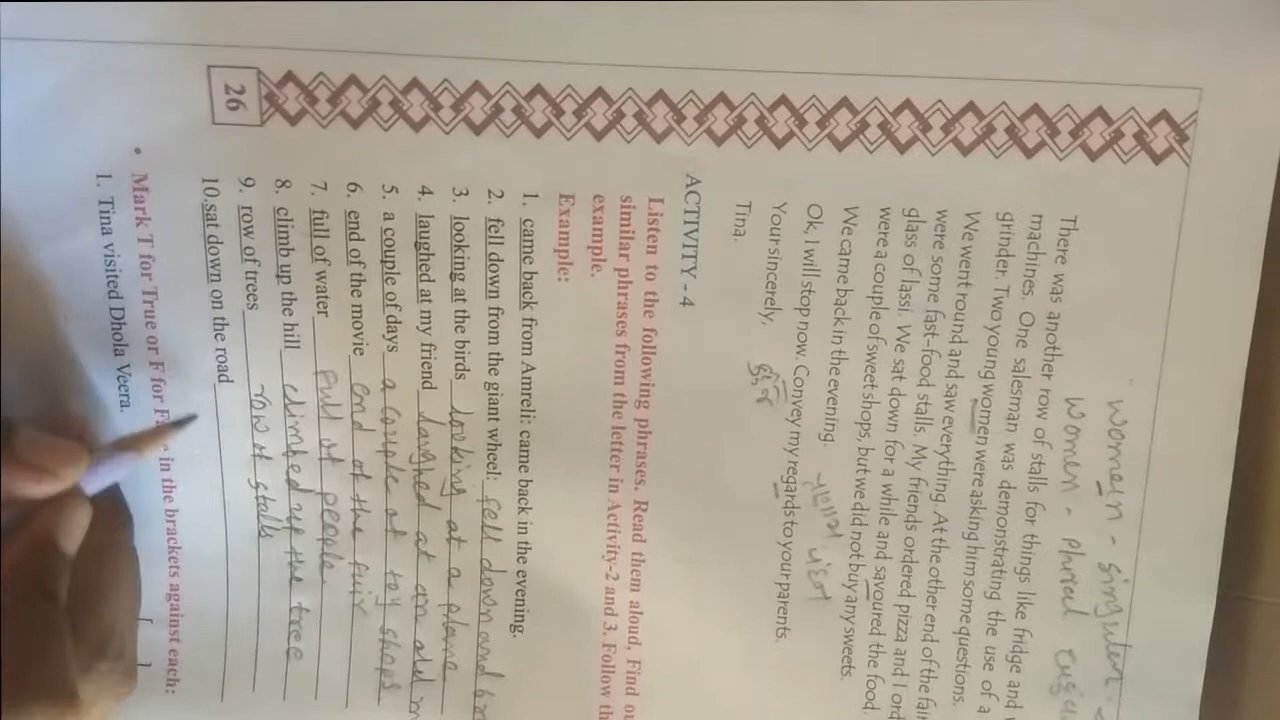 women - singular
women - plural
There was another row of stalls for things like fridge and
machines. One salesman was demonstrating the use of a
grinder. Two young women were asking him some questions.
We went round and saw everything. At the other end of the fair
were some fast-food stalls. My friends ordered pizza and I ord
glass of lassi. We sat down for a while and savoured the food.
were a couple of sweet shops, but we did not buy any sweets.
We came back in the evening.
Ok, I will stop now. Convey my regards to your parents.
Your sincerely,
Tina.
ACTIVITY - 4
Listen to the following phrases. Read them aloud, Find ou
similar phrases from the letter in Activity-2 and 3. Follow th
example.
Example:
1. came back from Amreli: came back in the evening.
2. fell down from the giant wheel: fell down and
3. looking at the birds looking at a plane
4. laughed at my friend laughed at an old m
5. a couple of days a couple of toy shops
6. end of the movie end of the fair
7. full of water full of people
8. climb up the hill climbed up the tree
9. row of trees row of stalls
10. sat down on the road
• Mark T for True or F for F in the brackets against each:
1. Tina visited Dhola Veera. [ ]
26